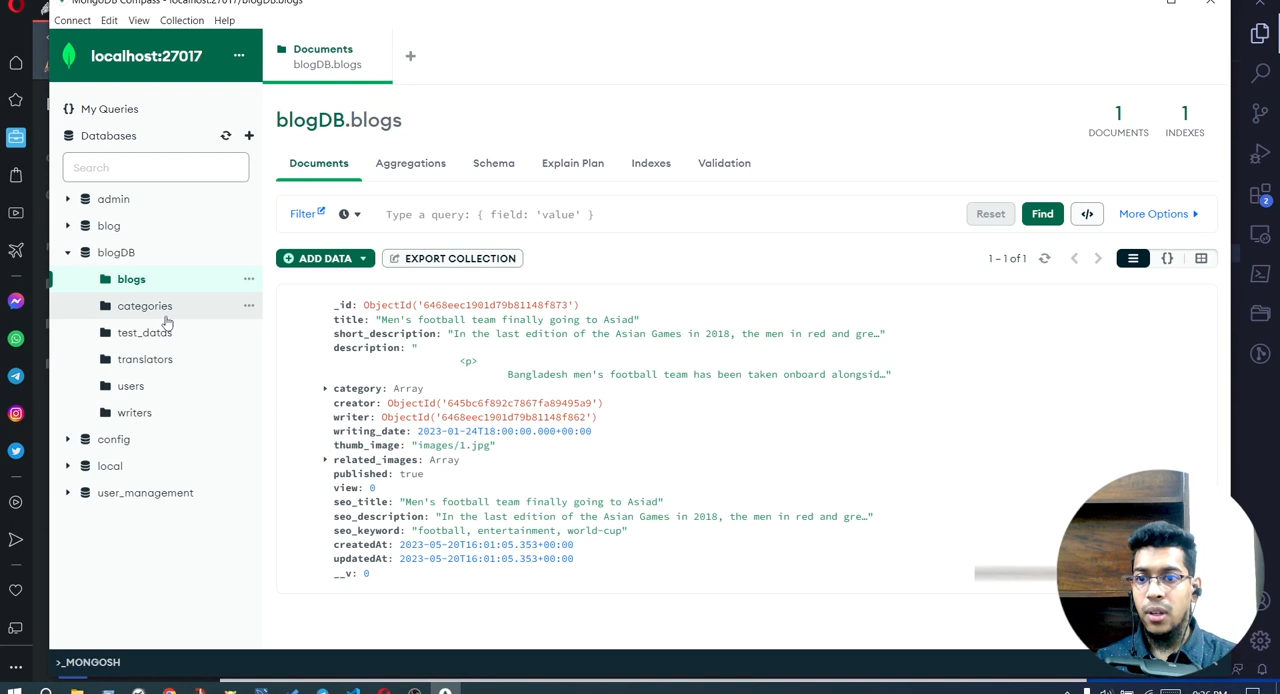 MongoDB Compass - localhost:27017/blogDB.blogs
Connect Edit View Collection Help
localhost:27017
...
Documents
blogDB.blogs
{} My Queries
Databases
Search
admin
blog
blogDB
blogs
categories
test_datas
translators
users
writers
config
local
user_management
>_MONGOSH
blogDB.blogs
1
DOCUMENTS
1
INDEXES
Documents Aggregations Schema Explain Plan Indexes Validation
Filter Type a query: { field: 'value' } Reset Find </> More Options
ADD DATA EXPORT COLLECTION 1 – 1 of 1 {}
_id: ObjectId('6468eec1901d79b81148f873')
title: "Men's football team finally going to Asiad"
short_description: "In the last edition of the Asian Games in 2018, the men in red and gre…"
description: "
<p>
Bangladesh men's football team has been taken onboard alongsid…"
category: Array
creator: ObjectId('645bc6f892c7867fa89495a9')
writer: ObjectId('6468eec1901d79b81148f862')
writing_date: 2023-01-24T18:00:00.000+00:00
thumb_image: "images/1.jpg"
related_images: Array
published: true
view: 0
seo_title: "Men's football team finally going to Asiad"
seo_description: "In the last edition of the Asian Games in 2018, the men in red and gre…"
seo_keyword: "football, entertainment, world-cup"
createdAt: 2023-05-20T16:01:05.353+00:00
updatedAt: 2023-05-20T16:01:05.353+00:00
__v: 0
2